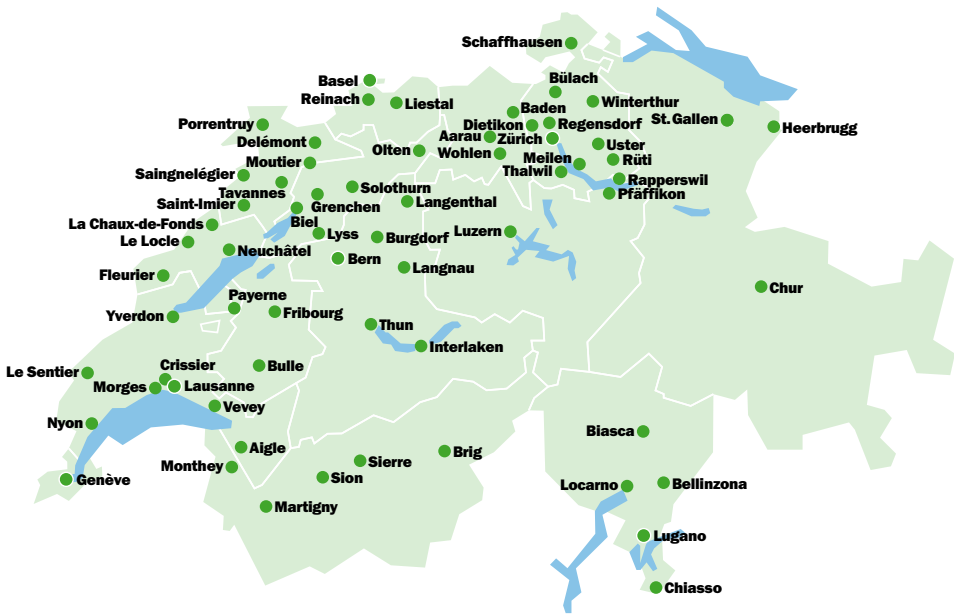 Schaffhausen
Basel
Bülach
Reinach
Liestal
Winterthur
Baden
St. Gallen
Porrentruy
Dietikon
Regensdorf
Heerbrugg
Delémont
Aarau
Zürich
Uster
Olten
Wohlen
Meilen
Rüti
Moutier
Thalwil
Saingnelégier
Rapperswil
Tavannes
Solothurn
Pfäffikon
Saint-Imier
Grenchen
Langenthal
La Chaux-de-Fonds
Biel
Lyss
Burgdorf
Luzern
Le Locle
Neuchâtel
Bern
Langnau
Fleurier
Chur
Payerne
Yverdon
Fribourg
Thun
Interlaken
Crissier
Bulle
Le Sentier
Morges
Lausanne
Vevey
Nyon
Biasca
Aigle
Brig
Monthey
Sierre
Genève
Sion
Locarno
Bellinzona
Martigny
Lugano
Chiasso